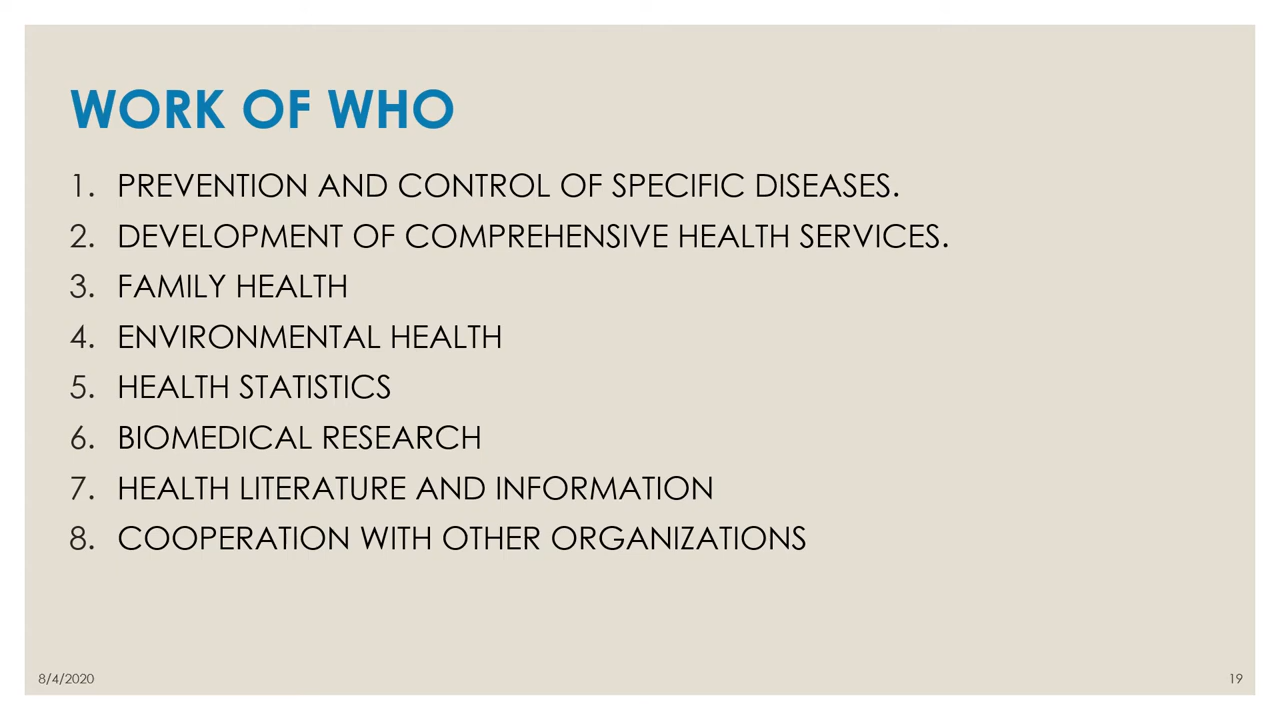 WORK OF WHO
1. PREVENTION AND CONTROL OF SPECIFIC DISEASES.
2. DEVELOPMENT OF COMPREHENSIVE HEALTH SERVICES.
3. FAMILY HEALTH
4. ENVIRONMENTAL HEALTH
5. HEALTH STATISTICS
6. BIOMEDICAL RESEARCH
7. HEALTH LITERATURE AND INFORMATION
8. COOPERATION WITH OTHER ORGANIZATIONS
8/4/2020
19